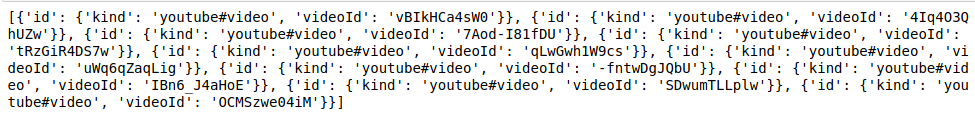 [{'id': {'kind': 'youtube#video', 'videoId': 'vBIkHCa4sW0'}}, {'id': {'kind': 'youtube#video', 'videoId': '4Iq4O3Q
hUZw'}}, {'id': {'kind': 'youtube#video', 'videoId': '7Aod-I81fDU'}}, {'id': {'kind': 'youtube#video', 'videoId':
'tRzGiR4DS7w'}}, {'id': {'kind': 'youtube#video', 'videoId': 'qLwGwh1W9cs'}}, {'id': {'kind': 'youtube#video', 'vi
deoId': 'uWq6qZaqLig'}}, {'id': {'kind': 'youtube#video', 'videoId': '-fntwDgJQbU'}}, {'id': {'kind': 'youtube#vid
eo', 'videoId': 'IBn6_J4aHoE'}}, {'id': {'kind': 'youtube#video', 'videoId': 'SDwumTLLplw'}}, {'id': {'kind': 'you
tube#video', 'videoId': 'OCMSzwe04iM'}}]